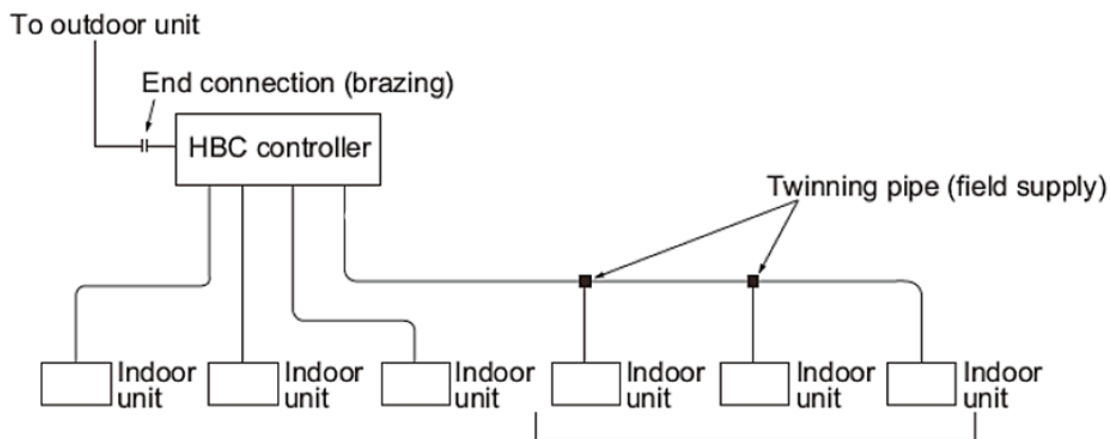 To outdoor unit
End connection (brazing)
HBC controller
Twinning pipe (field supply)
Indoor
unit
Indoor
unit
Indoor
unit
Indoor
unit
Indoor
unit
Indoor
unit